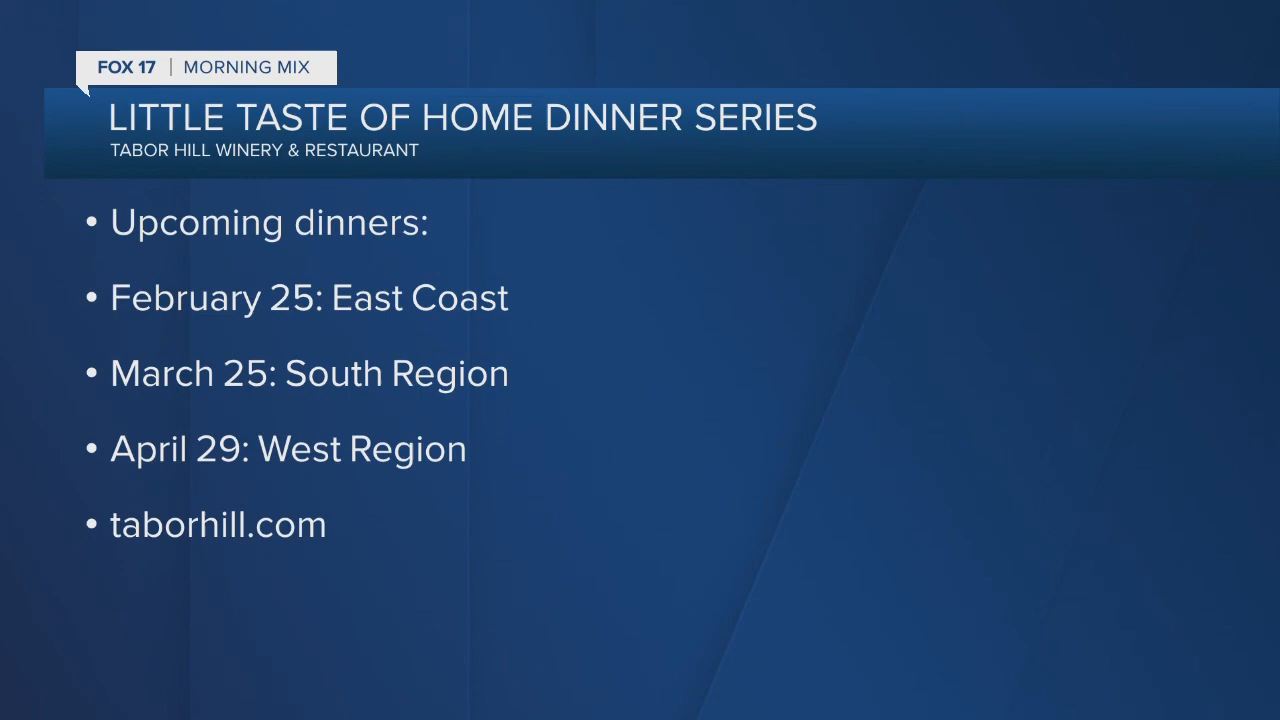 FOX 17 | MORNING MIX
LITTLE TASTE OF HOME DINNER SERIES
TABOR HILL WINERY & RESTAURANT
• Upcoming dinners:
• February 25: East Coast
• March 25: South Region
• April 29: West Region
• taborhill.com